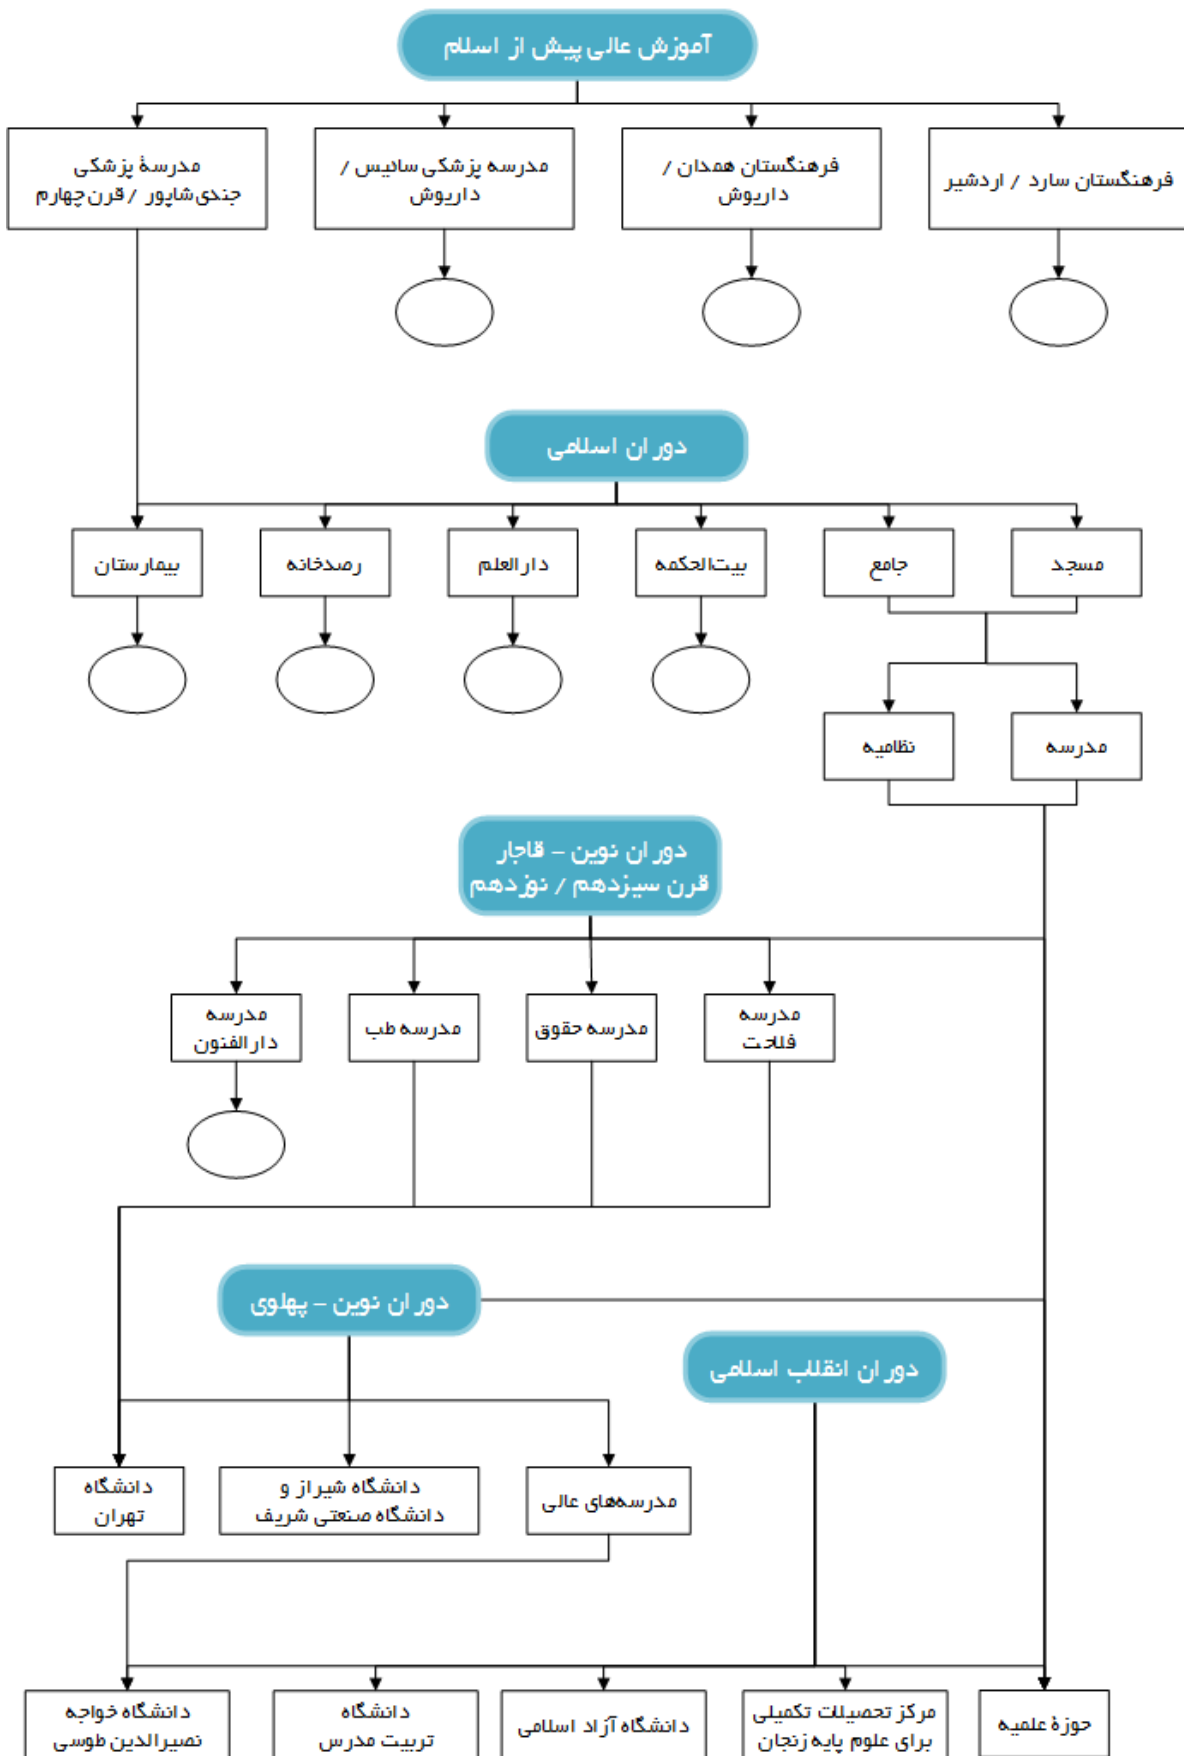 آموزش عالی پیش از اسلام
فرهنگستان سارد / اردشیر
فرهنگستان همدان /
داریوش
مدرسه پزشکی سائیس /
داریوش
مدرسهٔ پزشکی
جندی‌شاپور / قرن چهارم
دوران اسلامی
مسجد
جامع
بیت‌الحکمه
دارالعلم
رصدخانه
بیمارستان
مدرسه
نظامیه
دوران نوین – قاجار
قرن سیزدهم / نوزدهم
مدرسه
فلاحت
مدرسه حقوق
مدرسه طب
مدرسه
دارالفنون
دوران نوین – پهلوی
دوران انقلاب اسلامی
مدرسه‌های عالی
دانشگاه شیراز و
دانشگاه صنعتی شریف
دانشگاه
تهران
حوزهٔ علمیه
مرکز تحصیلات تکمیلی
برای علوم پایه زنجان
دانشگاه آزاد اسلامی
دانشگاه
تربیت مدرس
دانشگاه خواجه
نصیرالدین طوسی